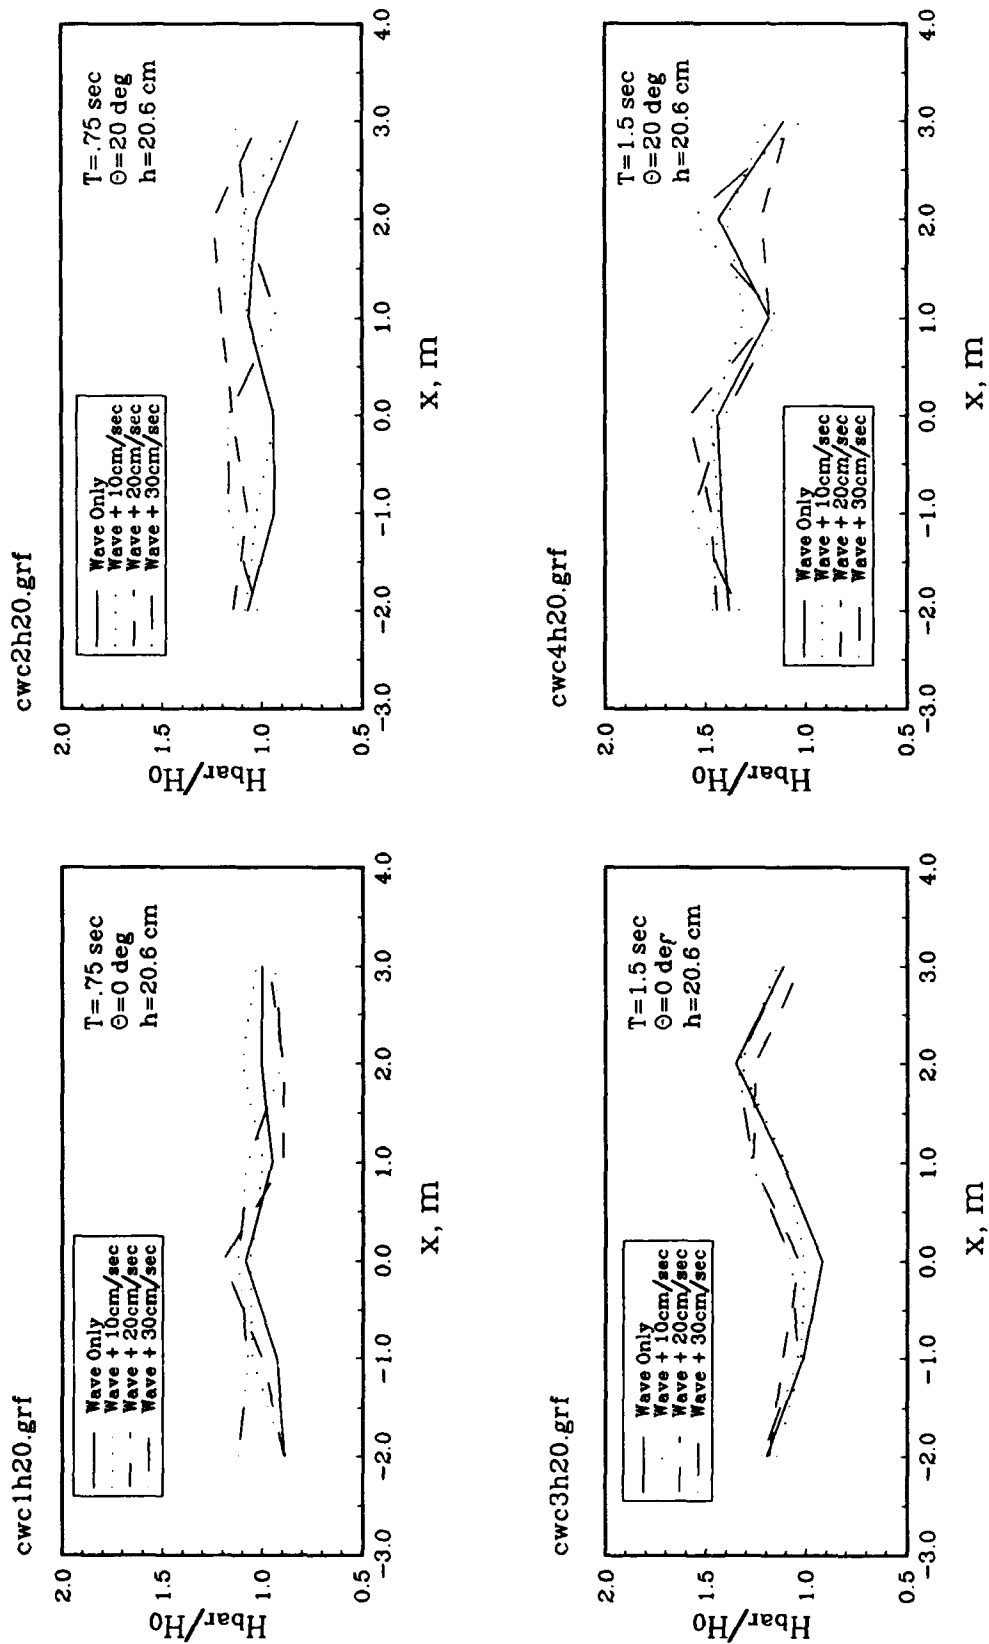 cwc1h20.grf
Wave Only
Wave + 10cm/sec
Wave + 20cm/sec
Wave + 30cm/sec
T=.75 sec
Θ=0 deg
h=20.6 cm
2.0
1.5
1.0
0.5
Hbar/H0
-3.0 -2.0 -1.0 0.0 1.0 2.0 3.0 4.0
x, m
cwc2h20.grf
Wave Only
Wave + 10cm/sec
Wave + 20cm/sec
Wave + 30cm/sec
T=.75 sec
Θ=20 deg
h=20.6 cm
2.0
1.5
1.0
0.5
Hbar/H0
-3.0 -2.0 -1.0 0.0 1.0 2.0 3.0 4.0
x, m
cwc3h20.grf
Wave Only
Wave + 10cm/sec
Wave + 20cm/sec
Wave + 30cm/sec
T=1.5 sec
Θ=0 deg
h=20.6 cm
2.0
1.5
1.0
0.5
Hbar/H0
-3.0 -2.0 -1.0 0.0 1.0 2.0 3.0 4.0
x, m
cwc4h20.grf
Wave Only
Wave + 10cm/sec
Wave + 20cm/sec
Wave + 30cm/sec
T=1.5 sec
Θ=20 deg
h=20.6 cm
2.0
1.5
1.0
0.5
Hbar/H0
-3.0 -2.0 -1.0 0.0 1.0 2.0 3.0 4.0
x, m